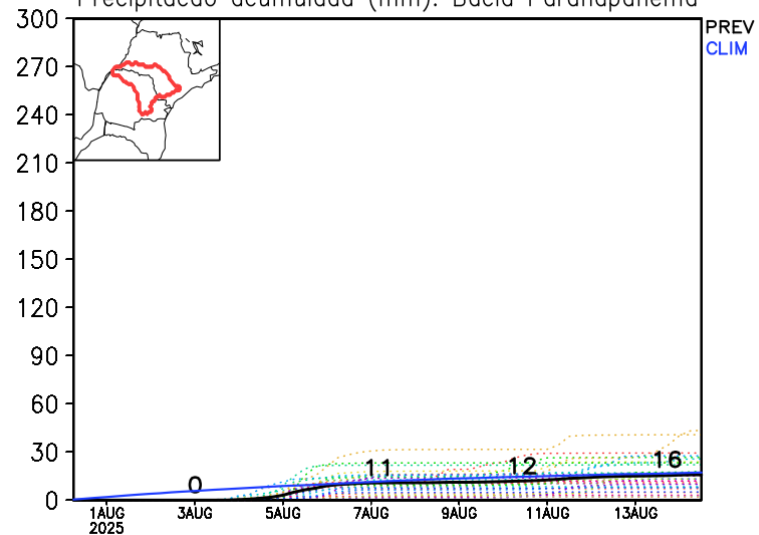 Precipitacao acumulada (mm): Bacia Paranapanema
PREV
CLIM
300
270
240
210
180
150
120
90
60
30
0
0
11
12
16
1AUG
2025
3AUG
5AUG
7AUG
9AUG
11AUG
13AUG